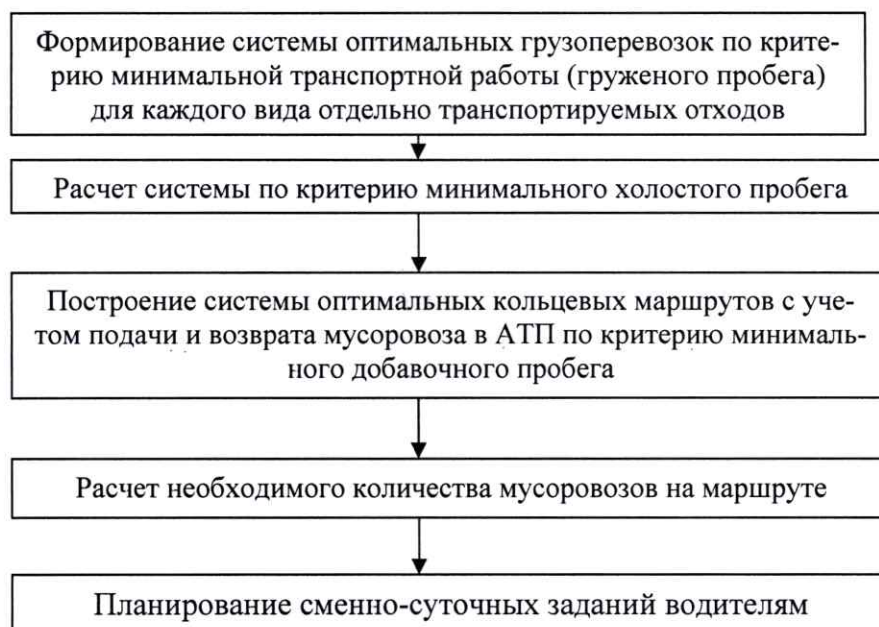 Формирование системы оптимальных грузоперевозок по крите-
рию минимальной транспортной работы (груженого пробега)
для каждого вида отдельно транспортируемых отходов
Расчет системы по критерию минимального холостого пробега
Построение системы оптимальных кольцевых маршрутов с уче-
том подачи и возврата мусоровоза в АТП по критерию минималь-
ного добавочного пробега
Расчет необходимого количества мусоровозов на маршруте
Планирование сменно-суточных заданий водителям